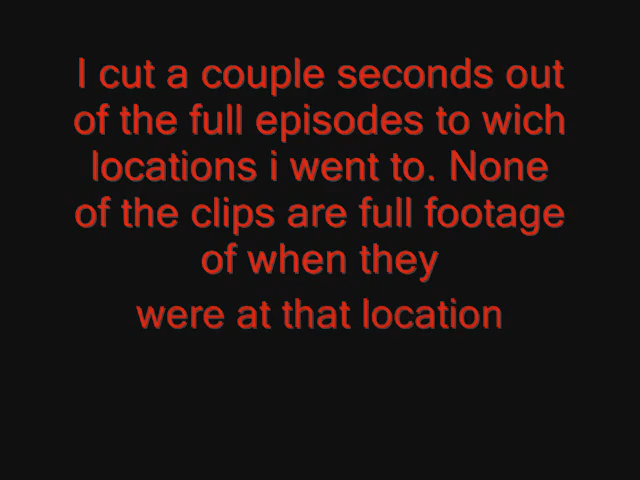 I cut a couple seconds out
of the full episodes to wich
locations i went to. None
of the clips are full footage
of when they
were at that location